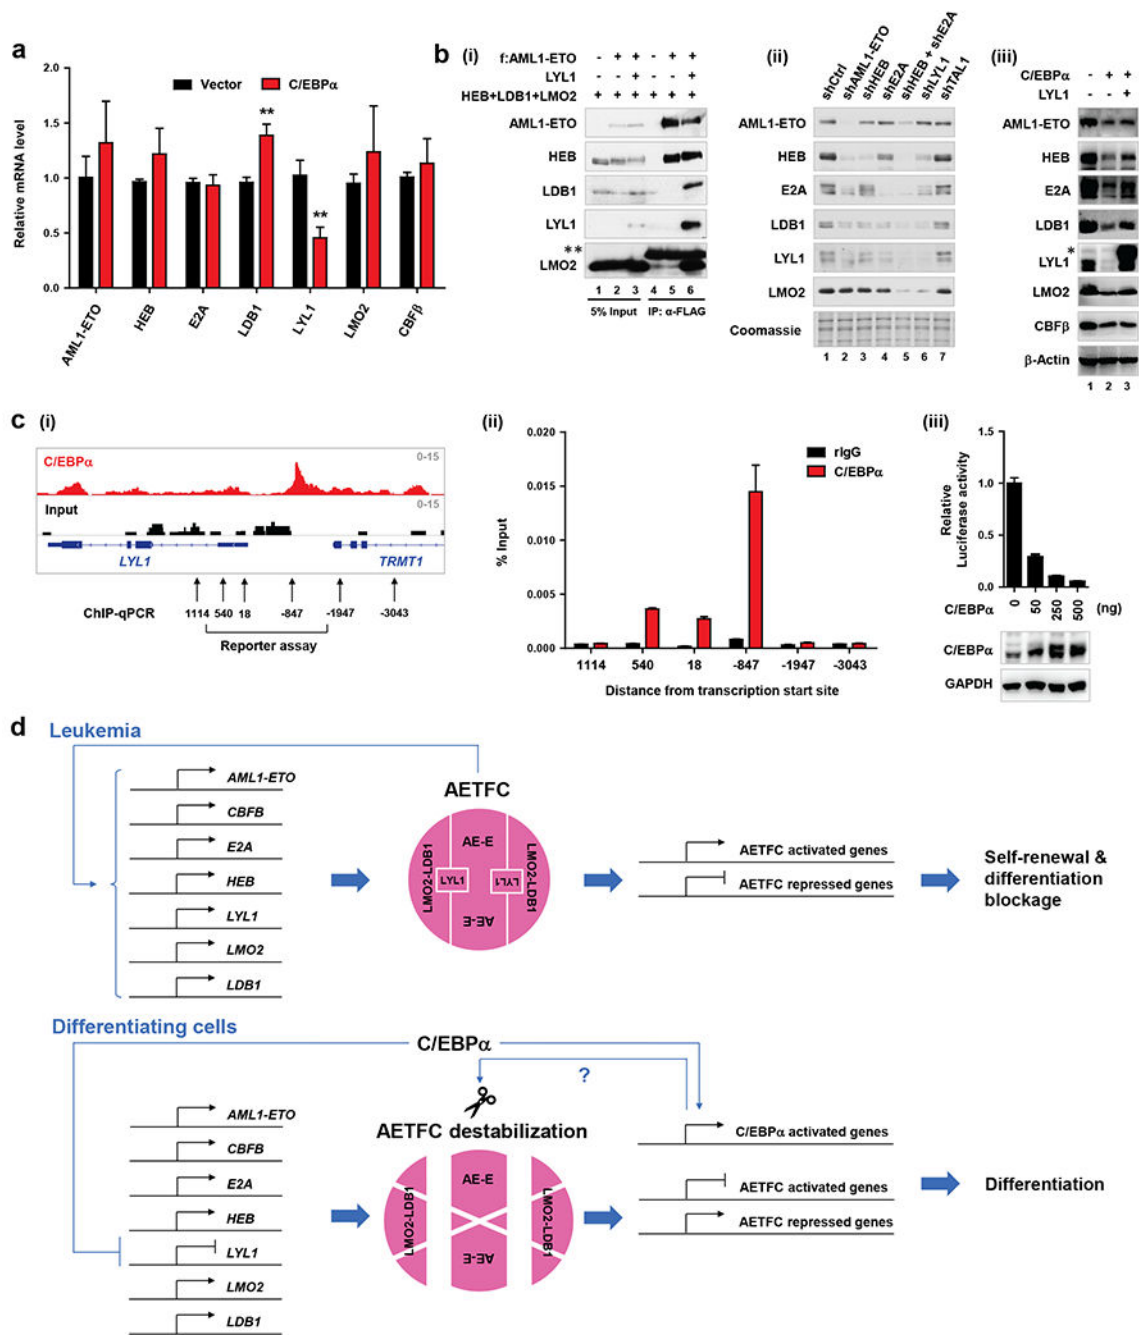 a
Relative mRNA level
2.0
1.5
1.0
0.5
0.0
Vector
C/EBPα
**
**
AML1-ETO
HEB
E2A
LDB1
LYL1
LMO2
CBFβ
b
(i)
f:AML1-ETO - + + - + +
LYL1 - - + - - +
HEB+LDB1+LMO2 + + + + + +
AML1-ETO
HEB
LDB1
LYL1
**
LMO2
1 2 3 4 5 6
5% Input
IP: α-FLAG
(ii)
shCtrl
shAML1-ETO
shHEB
shE2A
shHEB + shE2A
shLYL1
shTAL1
AML1-ETO
HEB
E2A
LDB1
LYL1
LMO2
Coomassie
1 2 3 4 5 6 7
(iii)
C/EBPα - + +
LYL1 - - +
AML1-ETO
HEB
E2A
LDB1
*
LYL1
LMO2
CBFβ
β-Actin
1 2 3
c
(i)
C/EBPα
0-15
Input
0-15
LYL1
TRMT1
ChIP-qPCR
1114 540 18 -847 -1947 -3043
Reporter assay
(ii)
% Input
0.020
0.015
0.010
0.005
0.000
rIgG
C/EBPα
1114 540 18 -847 -1947 -3043
Distance from transcription start site
(iii)
Relative
Luciferase activity
1.5
1.0
0.5
0.0
C/EBPα 0 50 250 500 (ng)
C/EBPα
GAPDH
d
Leukemia
AML1-ETO
CBFB
E2A
HEB
LYL1
LMO2
LDB1
AETFC
LMO2-LDB1
AE-E
LMO2-LDB1
LYL1
LYL1
AE-E
AETFC activated genes
AETFC repressed genes
Self-renewal &
differentiation
blockage
Differentiating cells
C/EBPα
?
AML1-ETO
CBFB
E2A
HEB
LYL1
LMO2
LDB1
AETFC destabilization
LMO2-LDB1
AE-E
LMO2-LDB1
AE-E
C/EBPα activated genes
AETFC activated genes
AETFC repressed genes
Differentiation